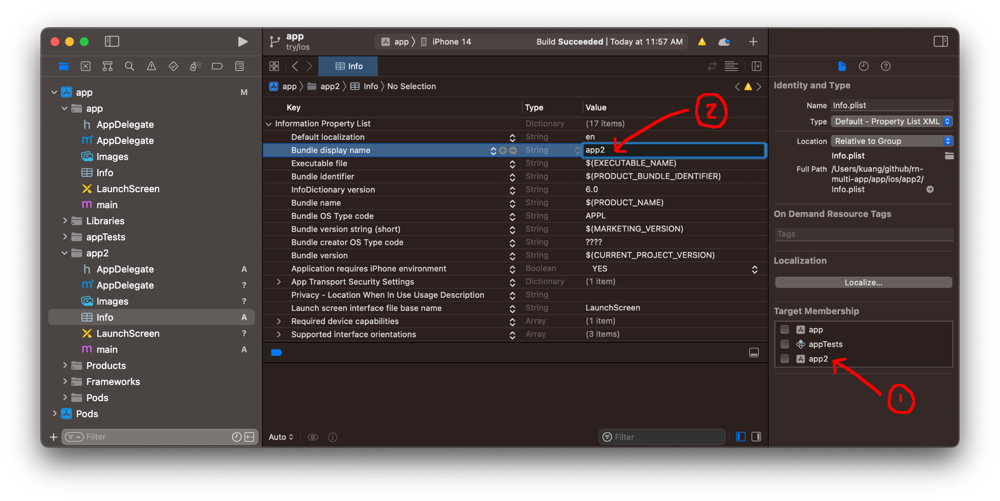 app
try/ios
app 〉 iPhone 14
Build Succeeded | Today at 11:57 AM
Info
app 〉 app2 〉 Info 〉 No Selection
app M
app
h AppDelegate
m AppDelegate
Images
Info
LaunchScreen
m main
Libraries
appTests
app2
h AppDelegate A
m AppDelegate ?
Images ?
Info A
LaunchScreen ?
m main A
Products
Frameworks
Pods
Pods
Filter
Key Type Value
Information Property List Dictionary (17 items)
Default localization String en
Bundle display name String app2
Executable file String $(EXECUTABLE_NAME)
Bundle identifier String $(PRODUCT_BUNDLE_IDENTIFIER)
InfoDictionary version String 6.0
Bundle name String $(PRODUCT_NAME)
Bundle OS Type code String APPL
Bundle version string (short) String $(MARKETING_VERSION)
Bundle creator OS Type code String ????
Bundle version String $(CURRENT_PROJECT_VERSION)
Application requires iPhone environment Boolean YES
App Transport Security Settings Dictionary (1 item)
Privacy - Location When In Use Usage Description String
Launch screen interface file base name String LaunchScreen
Required device capabilities Array (1 item)
Supported interface orientations Array (3 items)
2
Auto
Filter
Identity and Type
Name Info.plist
Type Default - Property List XML
Location Relative to Group
Info.plist
Full Path /Users/kuang/github/rn-
multi-app/app/ios/app2/
Info.plist
On Demand Resource Tags
Tags
Localization
Localize...
Target Membership
app
appTests
app2
1